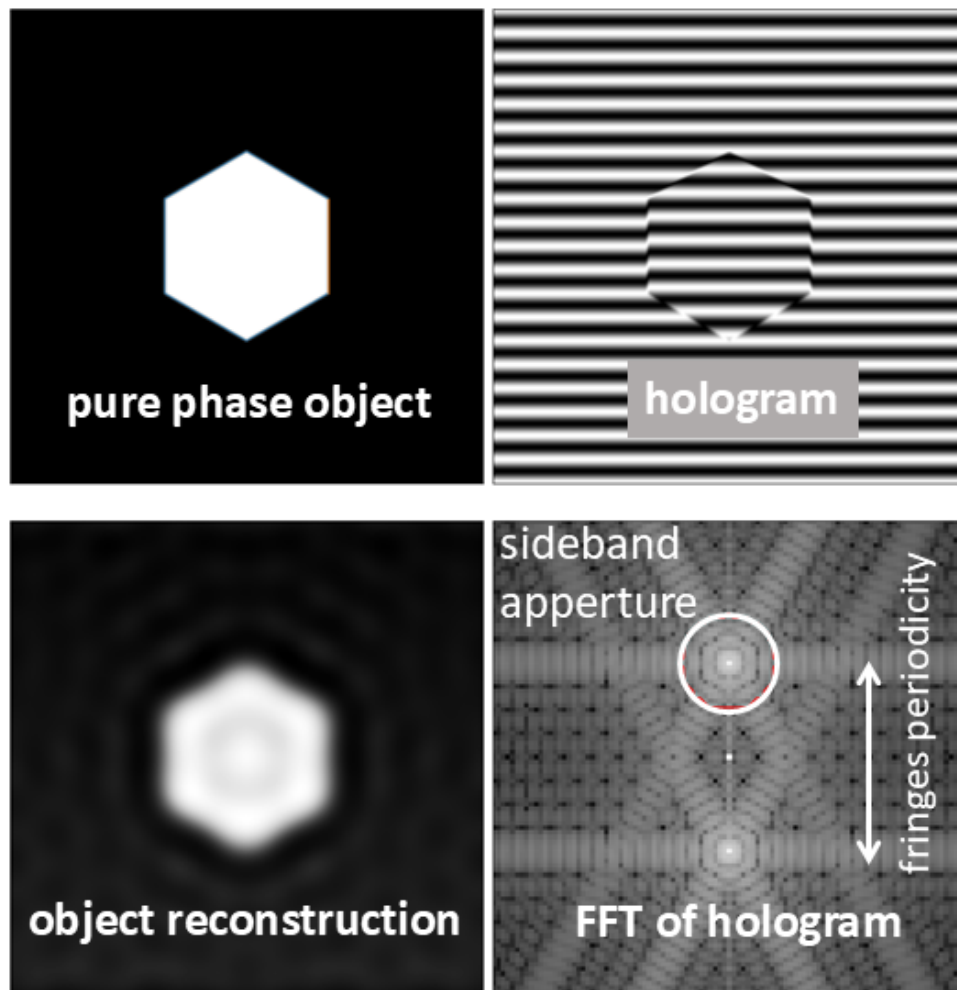 pure phase object
hologram
sideband
apperture
fringes periodicity
object reconstruction
FFT of hologram